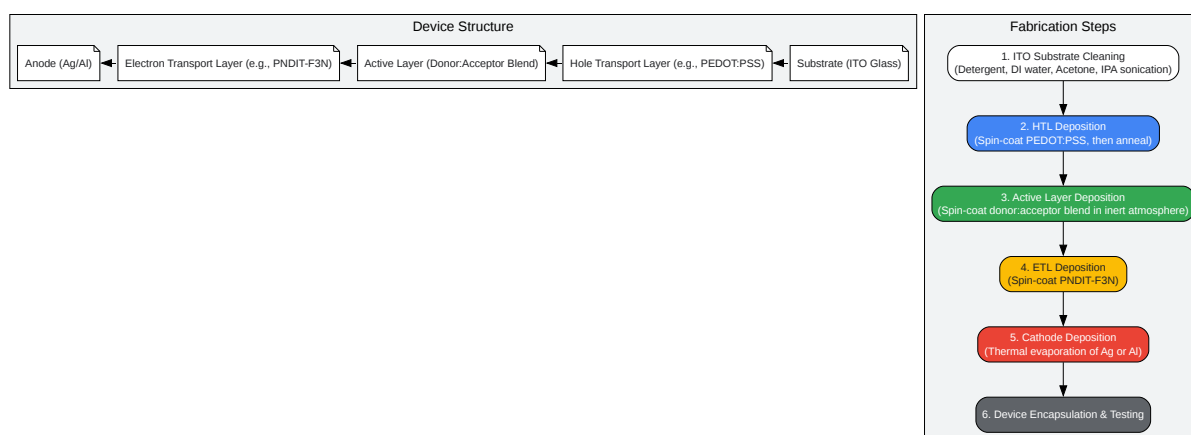 Device Structure
Anode (Ag/Al)
Electron Transport Layer (e.g., PNDIT-F3N)
Active Layer (Donor:Acceptor Blend)
Hole Transport Layer (e.g., PEDOT:PSS)
Substrate (ITO Glass)
Fabrication Steps
1. ITO Substrate Cleaning
(Detergent, DI water, Acetone, IPA sonication)
2. HTL Deposition
(Spin-coat PEDOT:PSS, then anneal)
3. Active Layer Deposition
(Spin-coat donor:acceptor blend in inert atmosphere)
4. ETL Deposition
(Spin-coat PNDIT-F3N)
5. Cathode Deposition
(Thermal evaporation of Ag or Al)
6. Device Encapsulation & Testing